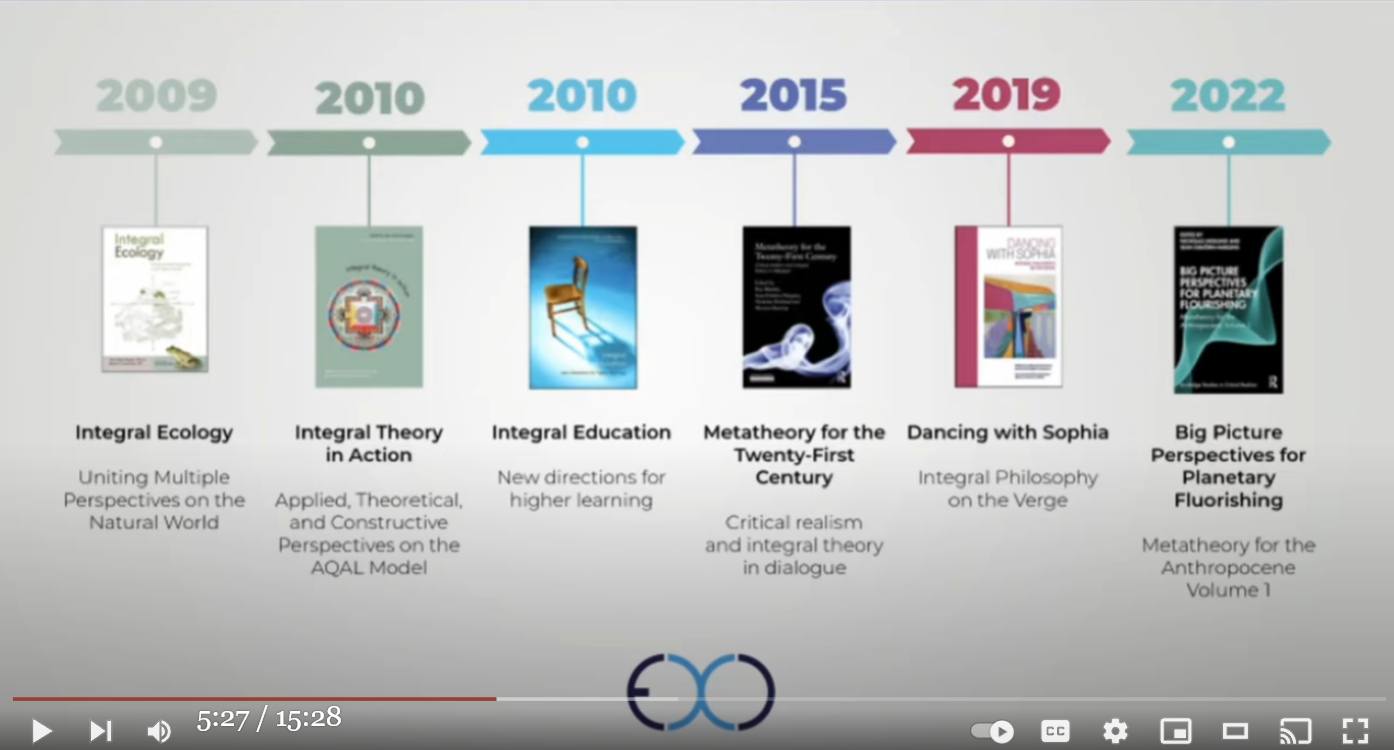 2009
2010
2010
2015
2019
2022
Integral
Ecology
Integral theory in action
Metatheory for the
Twenty-First Century
DANCING
WITH SOPHIA
BIG PICTURE
PERSPECTIVES
FOR PLANETARY
FLOURISHING
Integral Ecology
Uniting Multiple
Perspectives on the
Natural World
Integral Theory
in Action
Applied, Theoretical,
and Constructive
Perspectives on the
AQAL Model
Integral Education
New directions for
higher learning
Metatheory for the
Twenty-First
Century
Critical realism
and integral theory
in dialogue
Dancing with Sophia
Integral Philosophy
on the Verge
Big Picture
Perspectives for
Planetary
Fluorishing
Metatheory for the
Anthropocene
Volume 1
5:27 / 15:28
CC